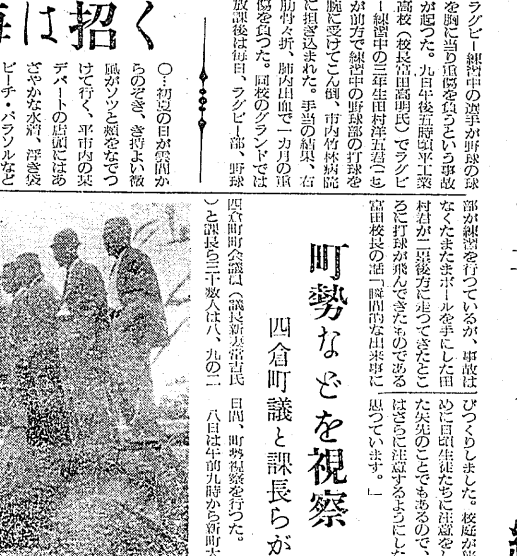 ラグビー練習中の選手が野球の球
を胸に当り重傷を負うという事故
が起つた。九日午後五時頃平工業
高校（校長富田高明氏）でラグビ
ー練習中の三年生田村洋五君
が前方で練習中の野球部の打球を
腕に受けてこん倒、市内竹林病院
に担ぎ込まれた。手当の結果、右
肋骨々折、肺内出血で一カ月の重
傷を負つた。同校のグランドでは
放課後は毎日、ラグビー部、野球
部が練習を行つているが、事故は
なくたまたまボールを手にした田
村君が二塁後方に走つてきたとこ
ろに打球が飛んできたものである
富田校長の話「瞬間的な出来事に
びつくりしました。校庭が
めに日頃生徒たちに注意を
た矢先のことでもあるので
はさらに注意するようにした
思つています。」
は招く
〇…初夏の日が雲間か
らのぞき、き持よい微
風がソッと頬をなでつ
けて行く、平市内の某
デパートの店頭にはあ
ざやかな水着、浮き袋
ビーチ・パラソルなど
町勢などを視察
四倉町議と課長らが
四倉町町会議員（議長新妻常吉氏
）と課長ら三十数人は八、九の二
日間、町勢視察を行つた。
八日は午前九時から新町